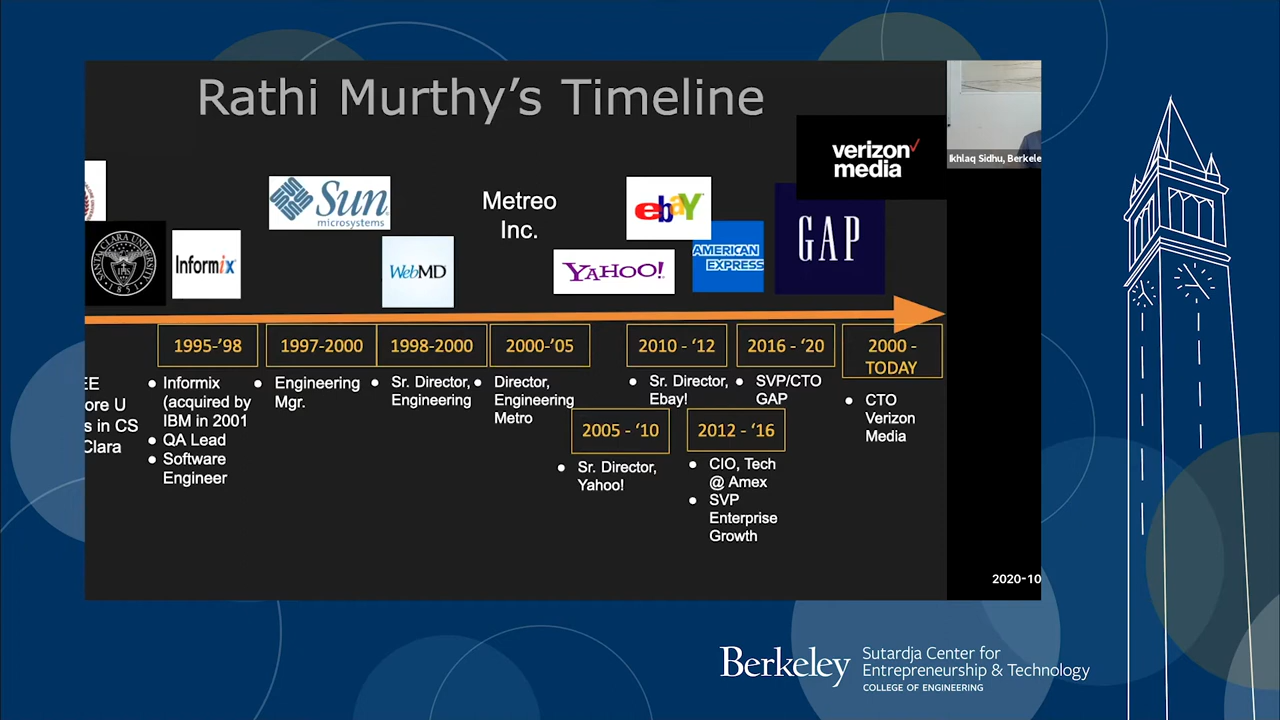 Rathi Murthy's Timeline
verizon✓
media
Ikhlaq Sidhu, Berkele
Sun
microsystems
Metreo
Inc.
ebaY
GAP
SANTA CLARA UNIVERSITY
1851
Informix
WebMD
YAHOO!
AMERICAN
EXPRESS
1995-'98
1997-2000
1998-2000
2000-'05
2010 - '12
2016 - '20
2000 -
TODAY
EE
ore U
s in CS
Clara
● Informix
(acquired by
IBM in 2001
● QA Lead
● Software
Engineer
● Engineering
Mgr.
● Sr. Director,
Engineering
● Director,
Engineering
Metro
● Sr. Director,
Ebay!
● SVP/CTO
GAP
● CTO
Verizon
Media
2005 - '10
● Sr. Director,
Yahoo!
2012 - '16
● CIO, Tech
@ Amex
● SVP
Enterprise
Growth
2020-10
Berkeley
Sutardja Center for
Entrepreneurship & Technology
COLLEGE OF ENGINEERING